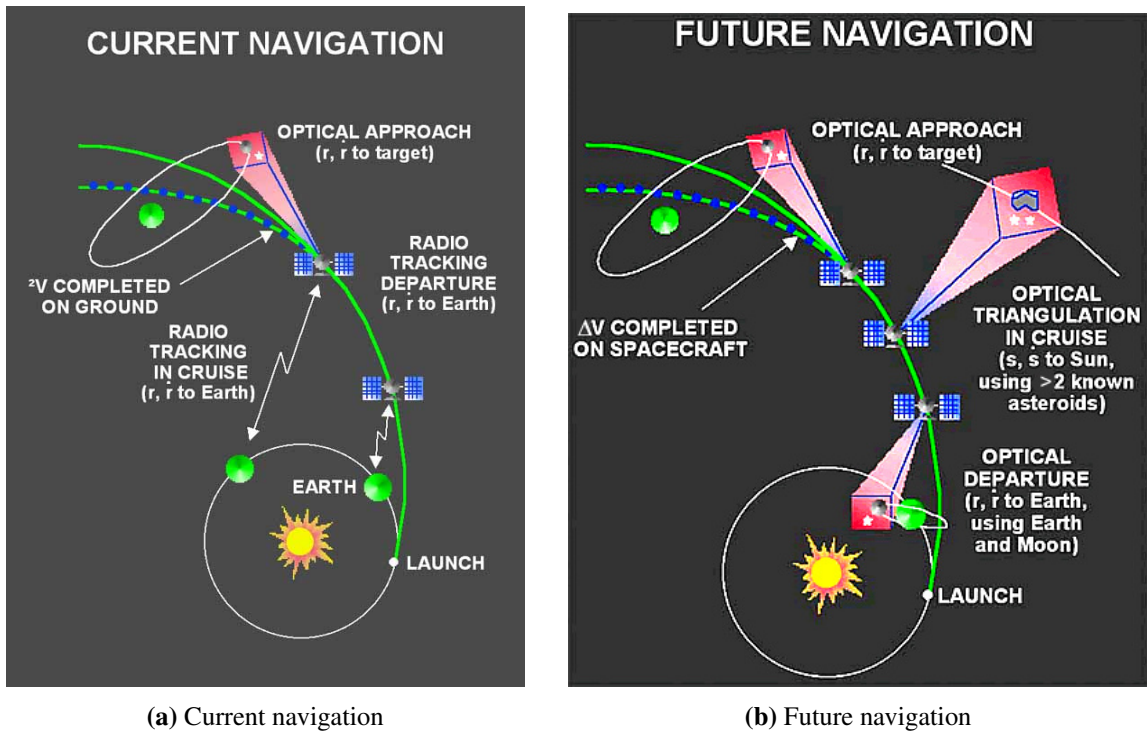 CURRENT NAVIGATION
OPTICAL APPROACH
(r, ṙ to target)
RADIO
TRACKING
DEPARTURE
(r, ṙ to Earth)
²V COMPLETED
ON GROUND
RADIO
TRACKING
IN CRUISE
(r, ṙ to Earth)
EARTH
LAUNCH
(a) Current navigation
FUTURE NAVIGATION
OPTICAL APPROACH
(r, ṙ to target)
ΔV COMPLETED
ON SPACECRAFT
OPTICAL
TRIANGULATION
IN CRUISE
(s, ṡ to Sun,
using >2 known
asteroids)
OPTICAL
DEPARTURE
(r, ṙ to Earth,
using Earth
and Moon)
LAUNCH
(b) Future navigation